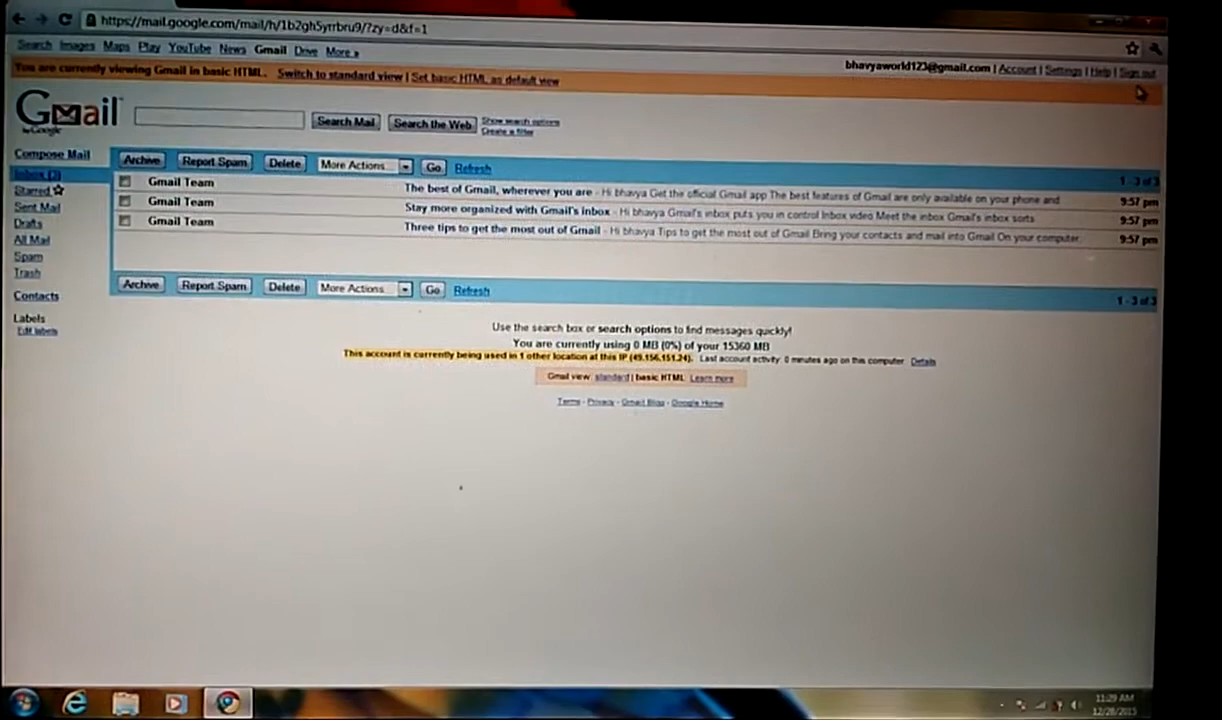 https://mail.google.com/mail/h/1b2gh5yrrbru9/?zy=d&f=1
Search Images Maps Play YouTube News Gmail Drive More »
bhavyaworld123@gmail.com | Account | Settings | Help | Sign out
You are currently viewing Gmail in basic HTML. Switch to standard view | Set basic HTML as default view
Gmail
by Google
Search Mail Search the Web Show search options
Create a filter
Compose Mail
Inbox (3)
Starred
Sent Mail
Drafts
All Mail
Spam
Trash
Contacts
Labels
Edit labels
Archive Report Spam Delete More Actions... Go Refresh 1 - 3 of 3
Gmail Team The best of Gmail, wherever you are - Hi bhavya Get the official Gmail app The best features of Gmail are only available on your phone and 9:57 pm
Gmail Team Stay more organized with Gmail's inbox - Hi bhavya Gmail's inbox puts you in control Inbox video Meet the inbox Gmail's inbox sorts 9:57 pm
Gmail Team Three tips to get the most out of Gmail - Hi bhavya Tips to get the most out of Gmail Bring your contacts and mail into Gmail On your computer, 9:57 pm
Archive Report Spam Delete More Actions... Go Refresh 1 - 3 of 3
Use the search box or search options to find messages quickly!
You are currently using 0 MB (0%) of your 15360 MB
This account is currently being used in 1 other location at this IP (49.156.151.24). Last account activity: 0 minutes ago on this computer. Details
Gmail view: standard | basic HTML Learn more
Terms - Privacy - Gmail Blog - Google Home
11:29 AM
12/28/2015